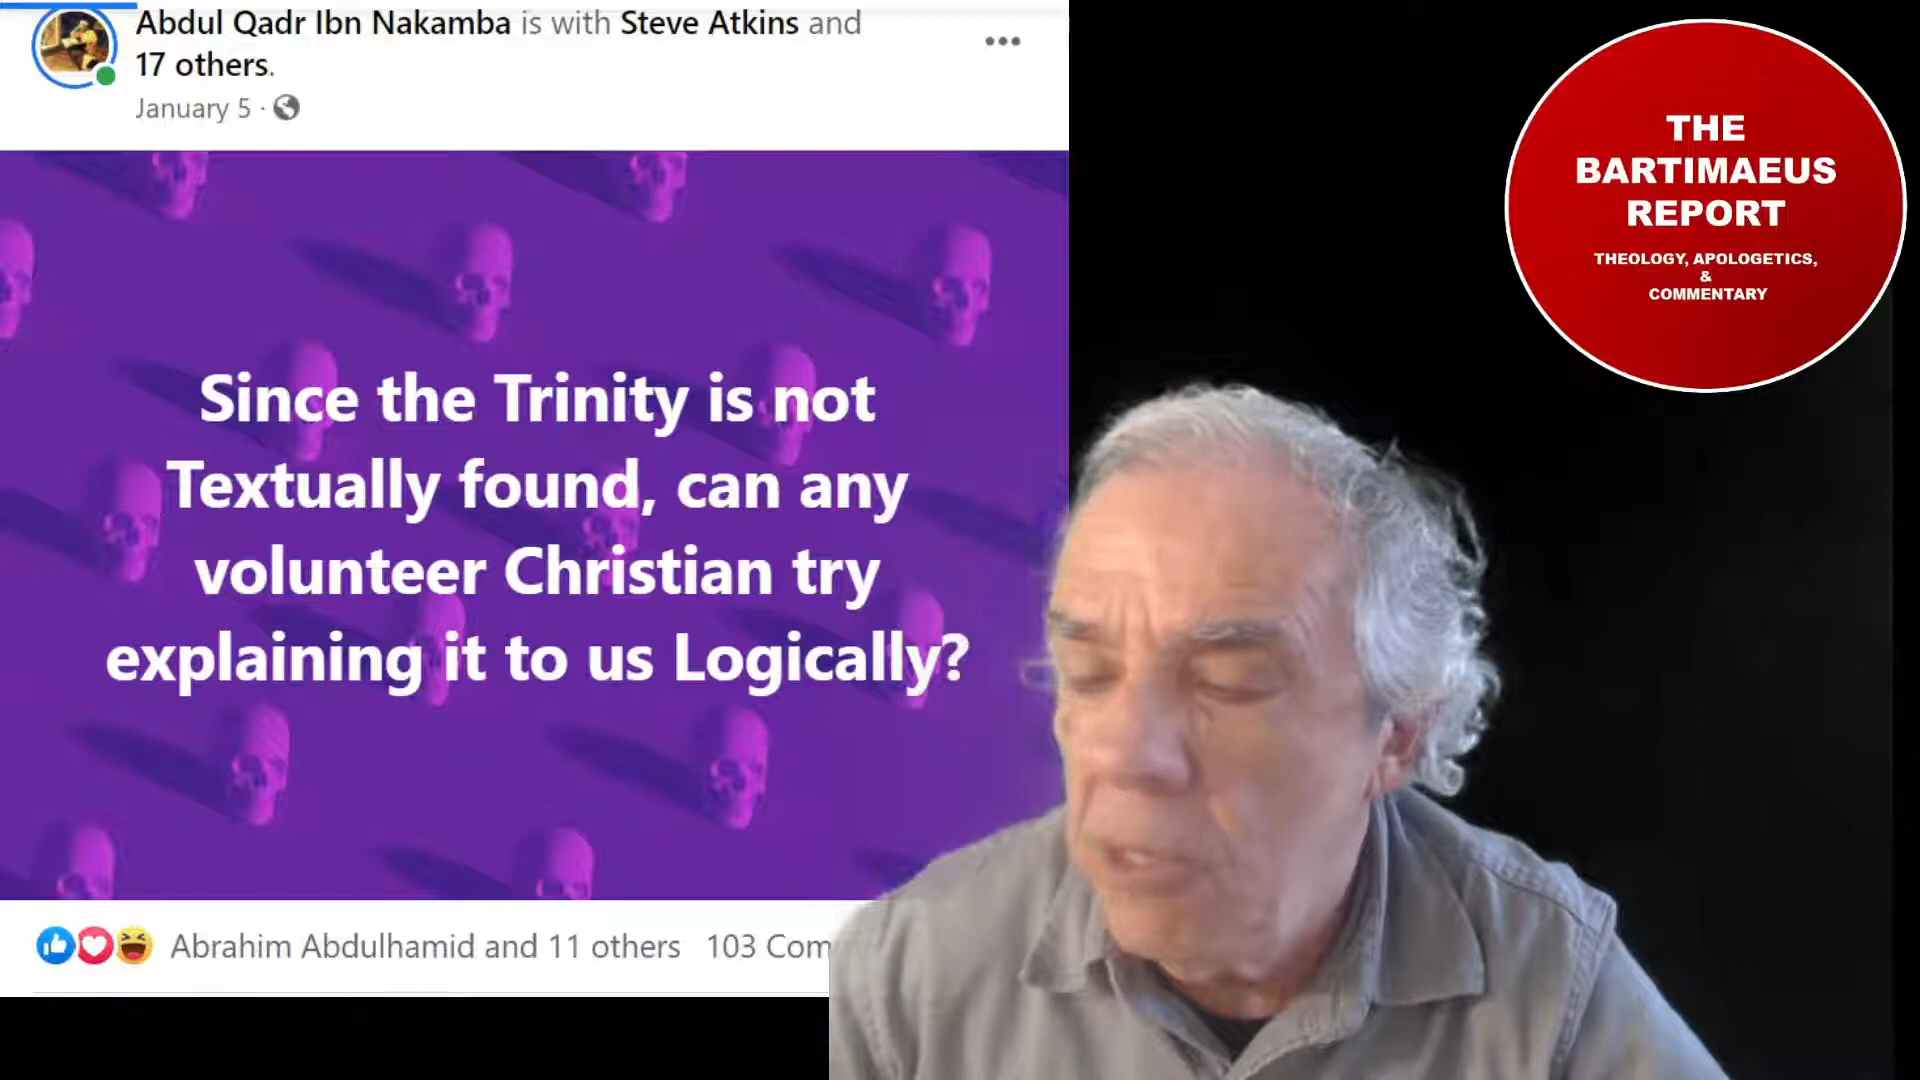 Abdul Qadr Ibn Nakamba is with Steve Atkins and
17 others.
January 5 ·
Since the Trinity is not
Textually found, can any
volunteer Christian try
explaining it to us Logically?
Abrahim Abdulhamid and 11 others 103 Com
THE
BARTIMAEUS
REPORT
THEOLOGY, APOLOGETICS,
&
COMMENTARY